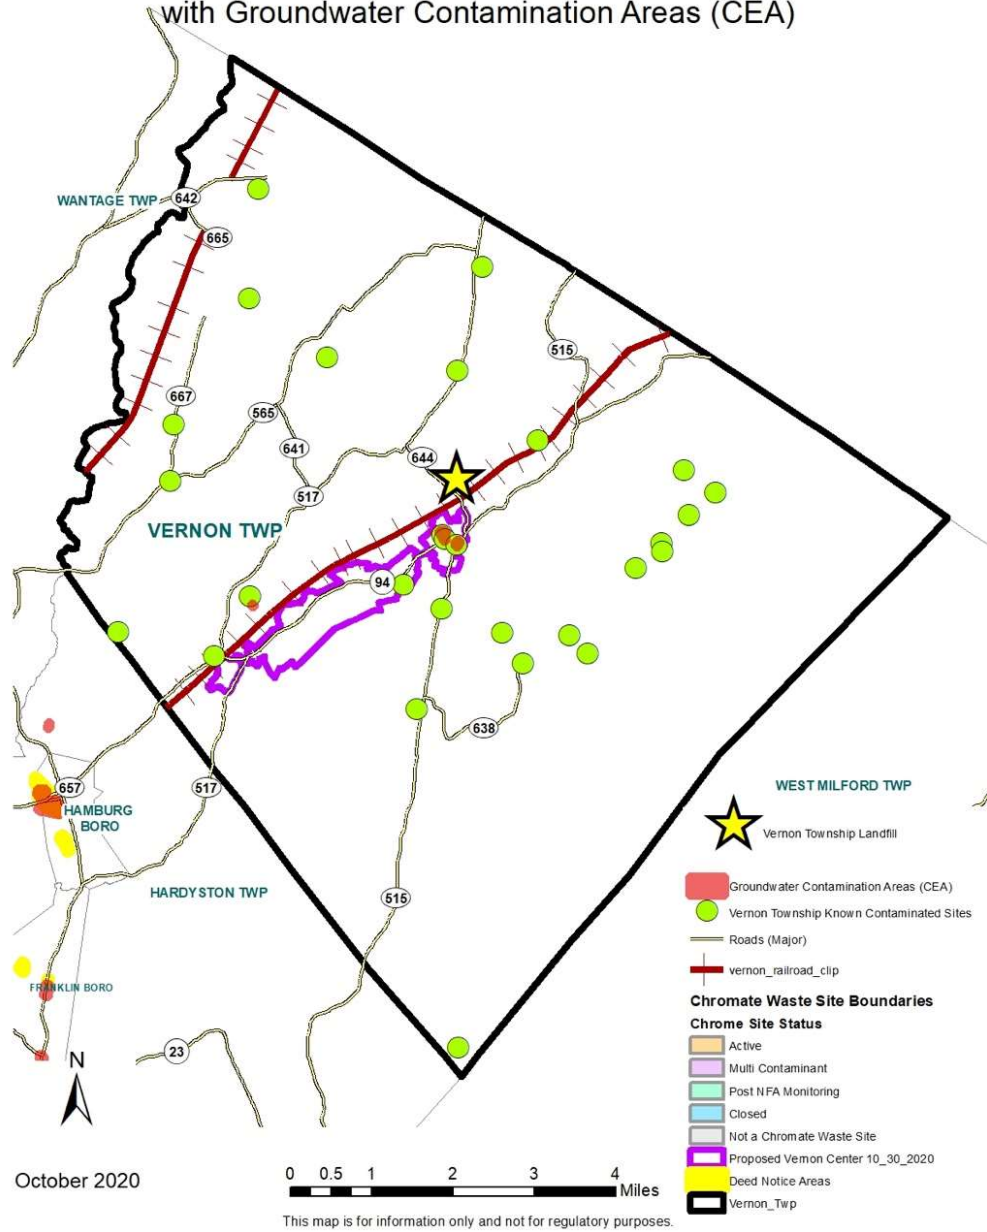 with Groundwater Contamination Areas (CEA)
WANTAGE TWP
642
665
515
667
565
641
644
517
VERNON TWP
94
638
657
517
HAMBURG
BORO
WEST MILFORD TWP
Vernon Township Landfill
HARDYSTON TWP
515
Groundwater Contamination Areas (CEA)
Vernon Township Known Contaminated Sites
Roads (Major)
vernon_railroad_clip
FRANKLIN BORO
Chromate Waste Site Boundaries
Chrome Site Status
Active
Multi Contaminant
Post NFA Monitoring
Closed
Not a Chromate Waste Site
Proposed Vernon Center 10_30_2020
Deed Notice Areas
Vernon_Twp
23
N
October 2020
0 0.5 1 2 3 4
Miles
This map is for information only and not for regulatory purposes.